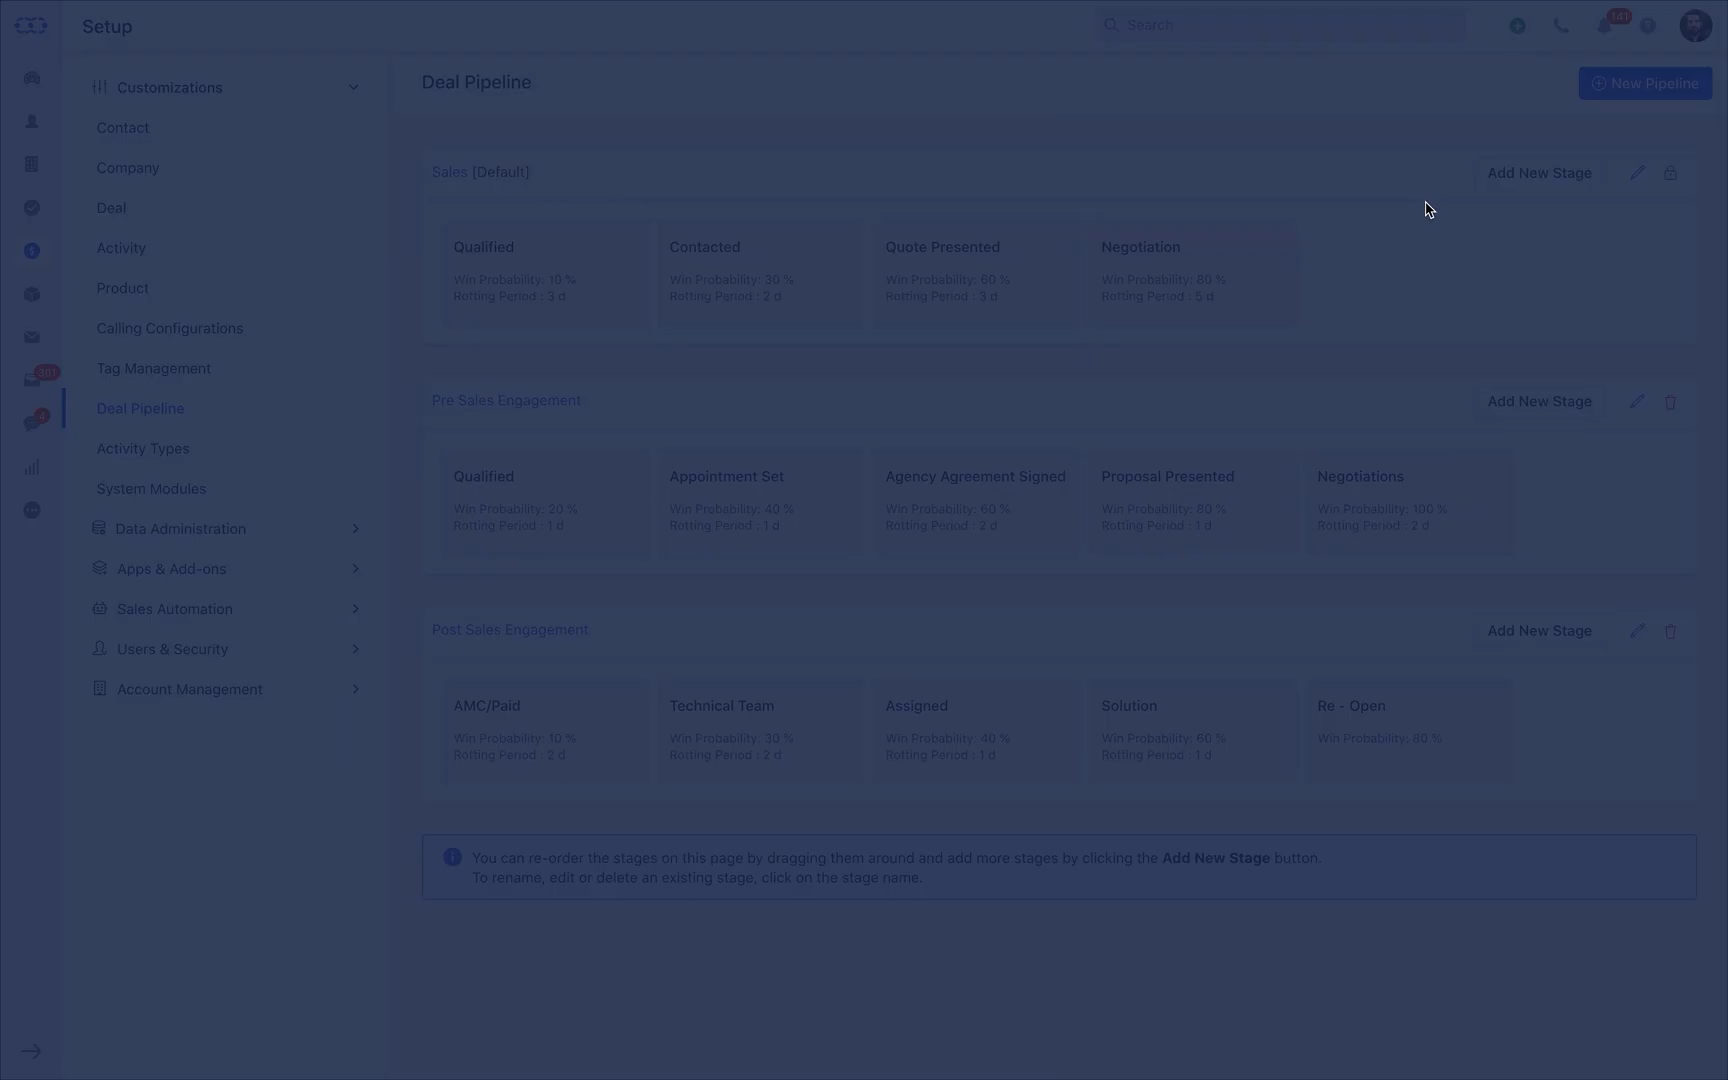 Setup
Search
141
Customizations
Contact
Company
Deal
Activity
Product
Calling Configurations
Tag Management
Deal Pipeline
Activity Types
System Modules
Data Administration
Apps & Add-ons
Sales Automation
Users & Security
Account Management
361
4
Deal Pipeline
New Pipeline
Sales [Default]
Add New Stage
Qualified
Win Probability: 10 %
Rotting Period : 3 d
Contacted
Win Probability: 30 %
Rotting Period : 2 d
Quote Presented
Win Probability: 60 %
Rotting Period : 3 d
Negotiation
Win Probability: 80 %
Rotting Period : 5 d
Pre Sales Engagement
Add New Stage
Qualified
Win Probability: 20 %
Rotting Period : 1 d
Appointment Set
Win Probability: 40 %
Rotting Period : 1 d
Agency Agreement Signed
Win Probability: 60 %
Rotting Period : 2 d
Proposal Presented
Win Probability: 80 %
Rotting Period : 1 d
Negotiations
Win Probability: 100 %
Rotting Period : 2 d
Post Sales Engagement
Add New Stage
AMC/Paid
Win Probability: 10 %
Rotting Period : 2 d
Technical Team
Win Probability: 30 %
Rotting Period : 2 d
Assigned
Win Probability: 40 %
Rotting Period : 1 d
Solution
Win Probability: 60 %
Rotting Period : 1 d
Re - Open
Win Probability: 80 %
You can re-order the stages on this page by dragging them around and add more stages by clicking the Add New Stage button.
To rename, edit or delete an existing stage, click on the stage name.